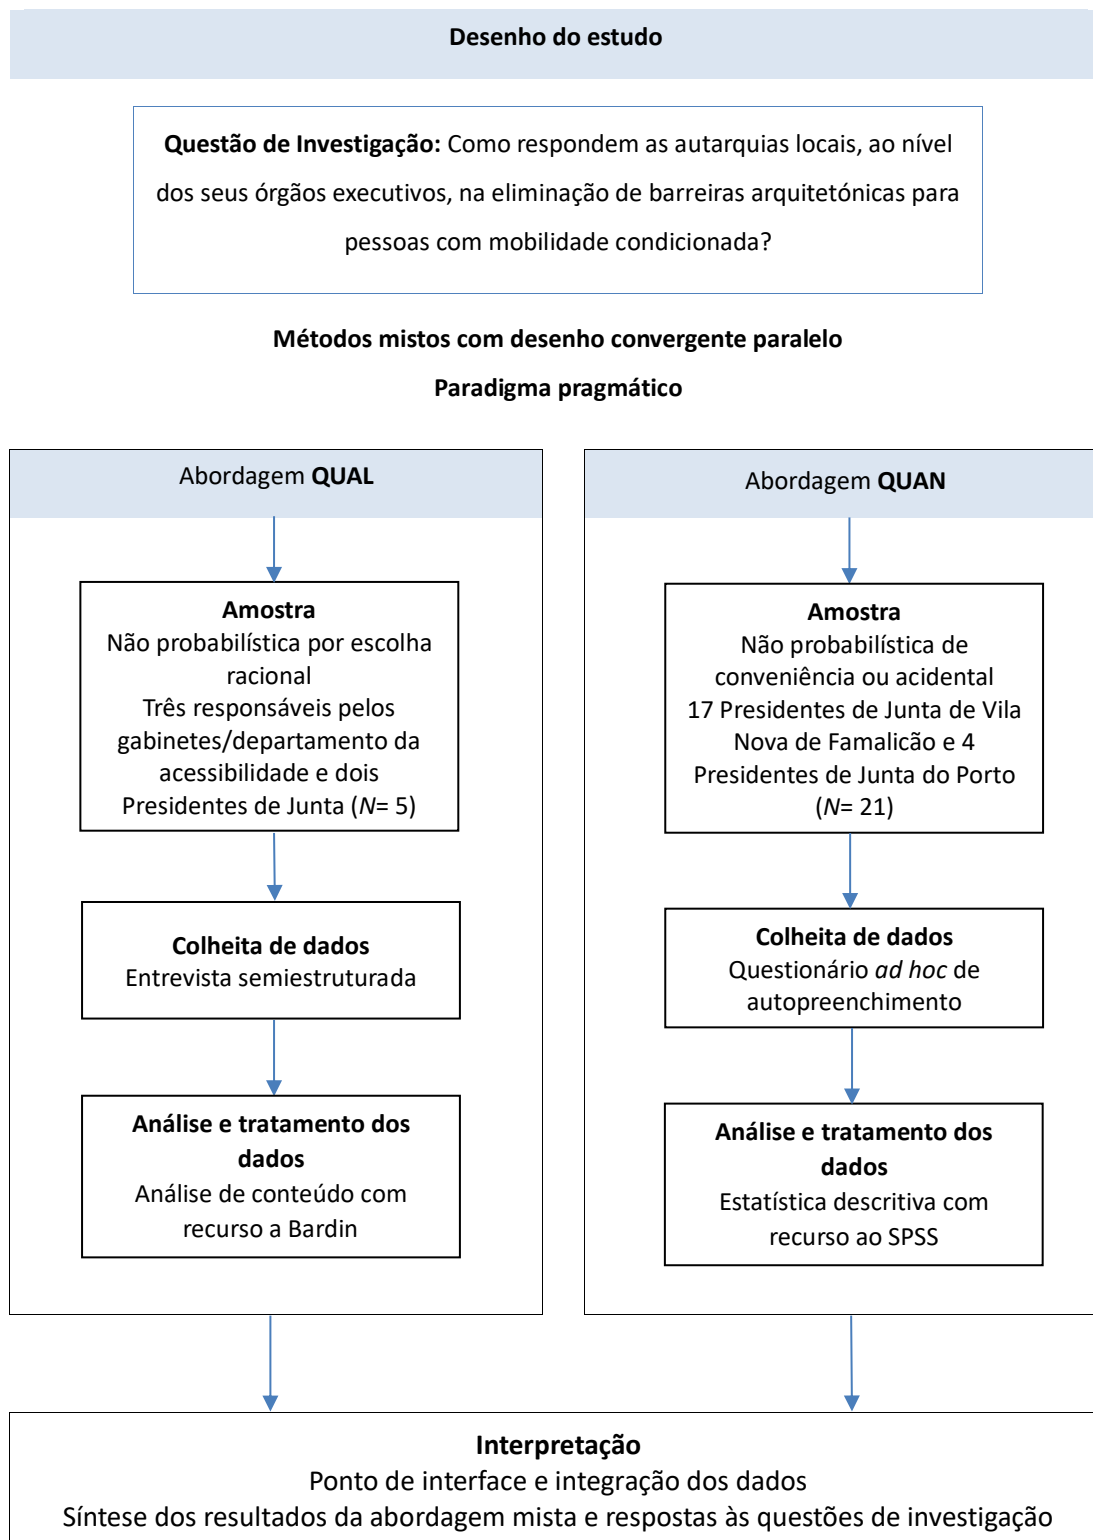 Desenho do estudo
Questão de Investigação: Como respondem as autarquias locais, ao nível
dos seus órgãos executivos, na eliminação de barreiras arquitetónicas para
pessoas com mobilidade condicionada?
Métodos mistos com desenho convergente paralelo
Paradigma pragmático
Abordagem QUAL
Amostra
Não probabilística por escolha
racional
Três responsáveis pelos
gabinetes/departamento da
acessibilidade e dois
Presidentes de Junta (N= 5)
Colheita de dados
Entrevista semiestruturada
Análise e tratamento dos
dados
Análise de conteúdo com
recurso a Bardin
Abordagem QUAN
Amostra
Não probabilística de
conveniência ou acidental
17 Presidentes de Junta de Vila
Nova de Famalicão e 4
Presidentes de Junta do Porto
(N= 21)
Colheita de dados
Questionário ad hoc de
autopreenchimento
Análise e tratamento dos
dados
Estatística descritiva com
recurso ao SPSS
Interpretação
Ponto de interface e integração dos dados
Síntese dos resultados da abordagem mista e respostas às questões de investigação